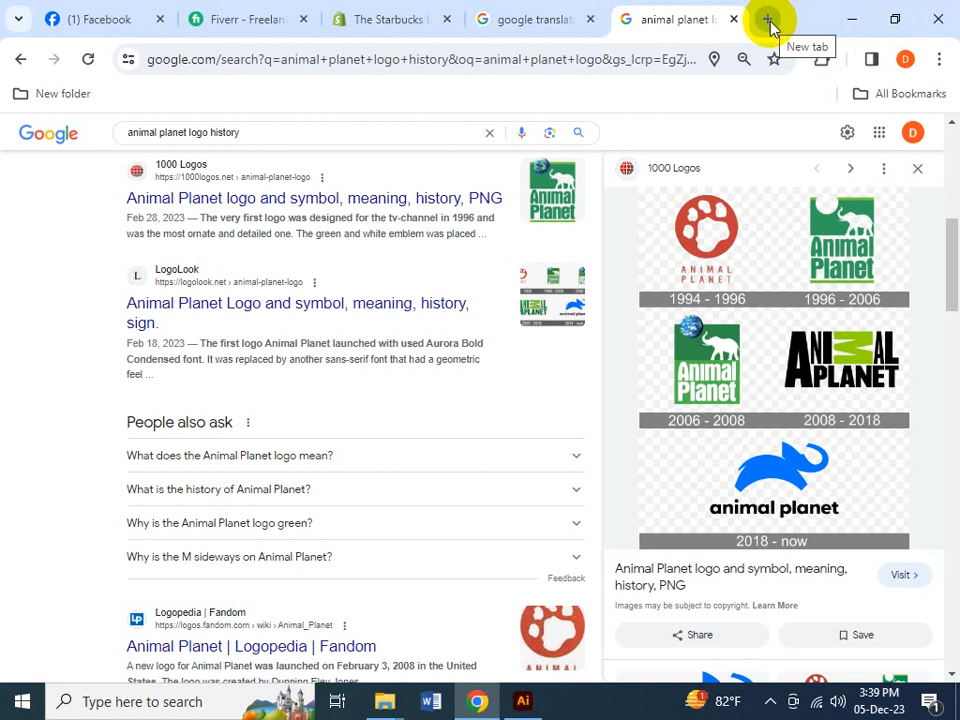 (1) Facebook
Fiverr - Freelan
The Starbucks L
google translat
animal planet lo
New tab
google.com/search?q=animal+planet+logo+history&oq=animal+planet+logo&gs_lcrp=EgZj...
D
New folder
All Bookmarks
Google
animal planet logo history
D
1000 Logos
https://1000logos.net › animal-planet-logo
Animal Planet logo and symbol, meaning, history, PNG
Feb 28, 2023 — The very first logo was designed for the tv-channel in 1996 and
was the most ornate and detailed one. The green and white emblem was placed ...
Animal
Planet
L
LogoLook
https://logolook.net › animal-planet-logo
Animal Planet Logo and symbol, meaning, history,
sign.
Feb 18, 2023 — The first logo Animal Planet launched with used Aurora Bold
Condensed font. It was replaced by another sans-serif font that had a geometric
feel ...
People also ask
What does the Animal Planet logo mean?
What is the history of Animal Planet?
Why is the Animal Planet logo green?
Why is the M sideways on Animal Planet?
Feedback
Logopedia | Fandom
https://logos.fandom.com › wiki › Animal_Planet
Animal Planet | Logopedia | Fandom
A new logo for Animal Planet was launched on February 3, 2008 in the United
1000 Logos
ANIMAL
PLANET
1994 - 1996
Animal
Planet
1996 - 2006
Animal
Planet
2006 - 2008
ANIMAL
PLANET
2008 - 2018
animal planet
2018 - now
Animal Planet logo and symbol, meaning,
history, PNG
Visit ›
Images may be subject to copyright. Learn More
Share
Save
Type here to search
W
Ai
1
82°F
3:39 PM
05-Dec-23
1